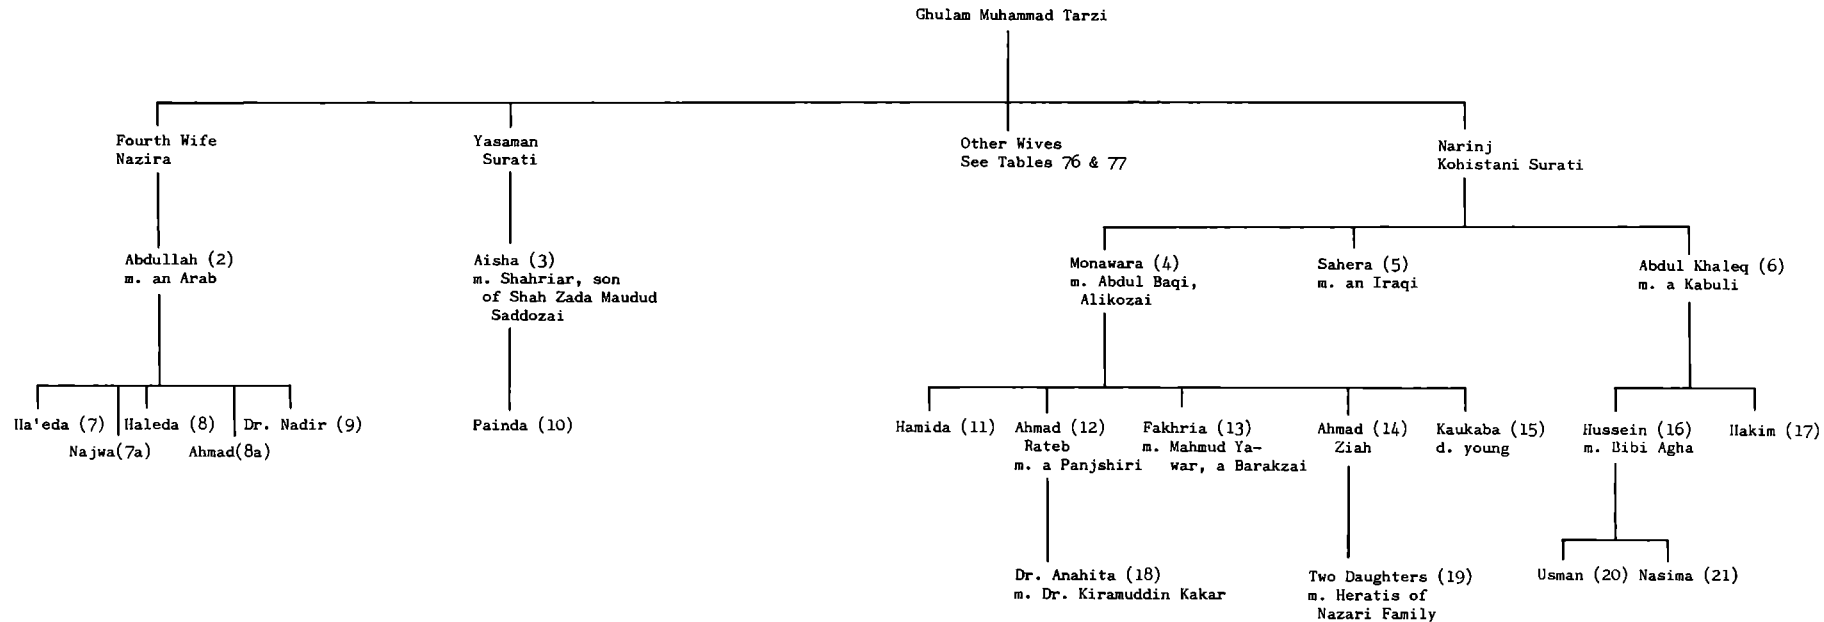 Ghulam Muhammad Tarzi
Fourth Wife
Nazira
Yasaman
Surati
Other Wives
See Tables 76 & 77
Narinj
Kohistani Surati
Abdullah (2)
m. an Arab
Aisha (3)
m. Shahriar, son
of Shah Zada Maudud
Saddozai
Monawara (4)
m. Abdul Baqi,
Alikozai
Sahera (5)
m. an Iraqi
Abdul Khaleq (6)
m. a Kabuli
Ha'eda (7)
Najwa(7a)
Haleda (8)
Ahmad(8a)
Dr. Nadir (9)
Painda (10)
Hamida (11)
Ahmad (12)
Rateb
m. a Panjshiri
Fakhria (13)
m. Mahmud Ya-
war, a Barakzai
Ahmad (14)
Ziah
Kaukaba (15)
d. young
Hussein (16)
m. Bibi Agha
Hakim (17)
Dr. Anahita (18)
m. Dr. Kiramuddin Kakar
Two Daughters (19)
m. Heratis of
Nazari Family
Usman (20)
Nasima (21)